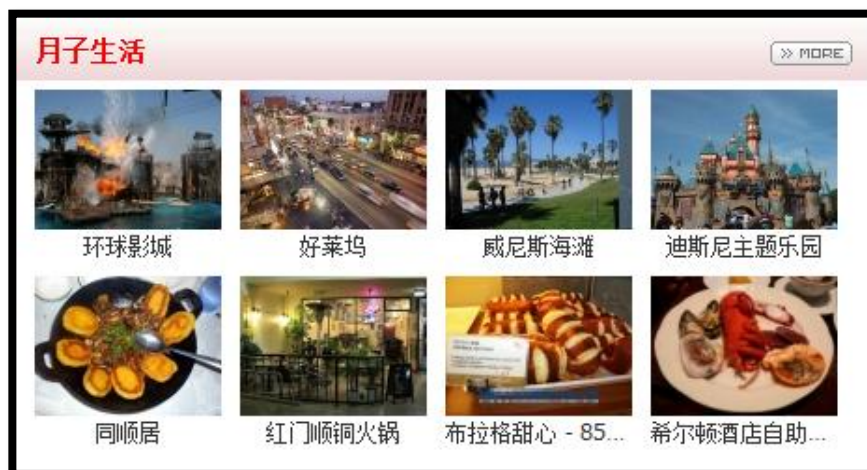 月子生活
>> MORE
环球影城
好莱坞
威尼斯海滩
迪斯尼主题乐园
同顺居
红门顺铜火锅
布拉格甜心 - 85...
希尔顿酒店自助...